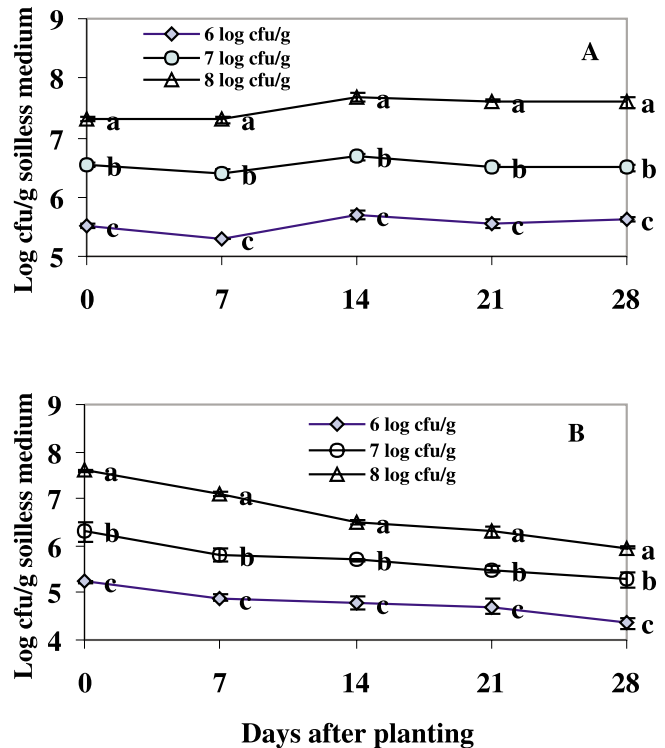 9
8
7
6
5
Log cfu/g soilless medium
6 log cfu/g
7 log cfu/g
8 log cfu/g
A
a a a a a
b b b b b
c c c c c
0 7 14 21 28
9
8
7
6
5
4
Log cfu/g soilless medium
6 log cfu/g
7 log cfu/g
8 log cfu/g
B
a a a a a
b b b b b
c c c c c
0 7 14 21 28
Days after planting